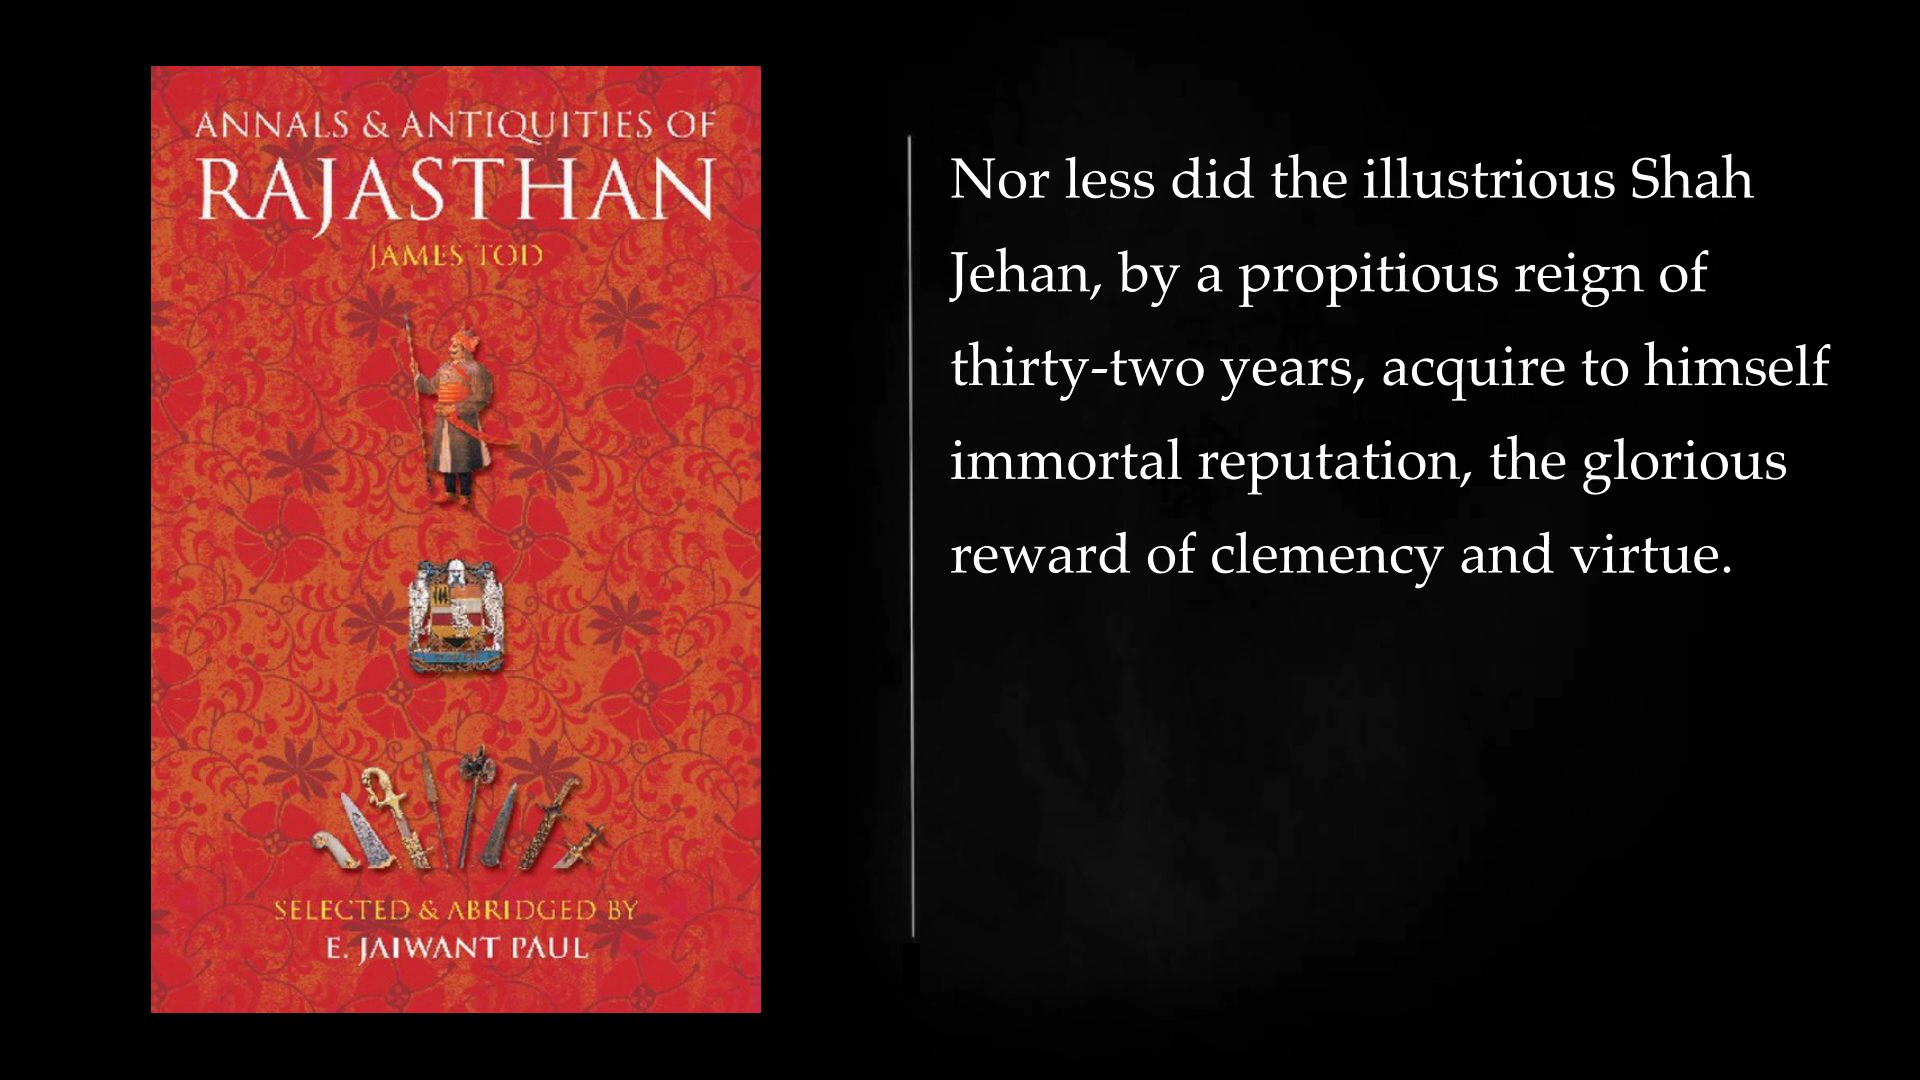 ANNALS & ANTIQUITIES OF
RAJASTHAN
JAMES TOD
SELECTED & ABRIDGED BY
E. JAIWANT PAUL
Nor less did the illustrious Shah
Jehan, by a propitious reign of
thirty-two years, acquire to himself
immortal reputation, the glorious
reward of clemency and virtue.